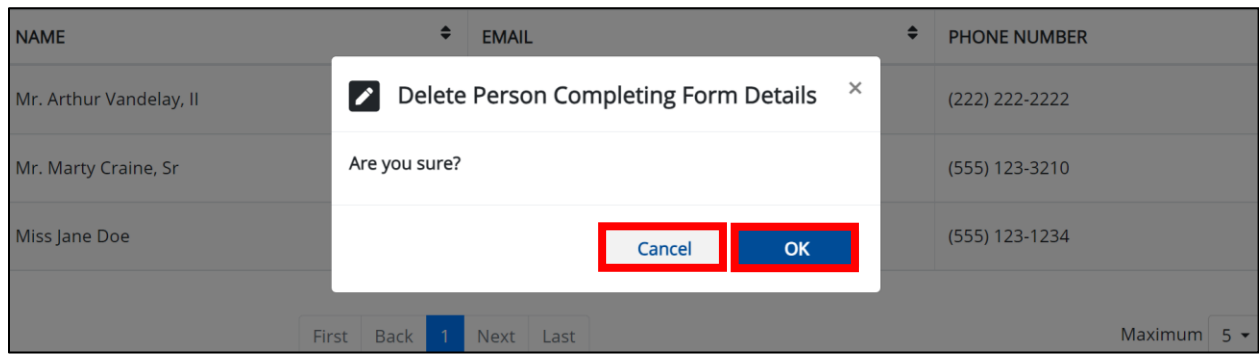 NAME EMAIL PHONE NUMBER
Delete Person Completing Form Details ×
Mr. Arthur Vandelay, II (222) 222-2222
Are you sure?
Mr. Marty Craine, Sr (555) 123-3210
Miss Jane Doe (555) 123-1234
Cancel OK
First Back 1 Next Last Maximum 5